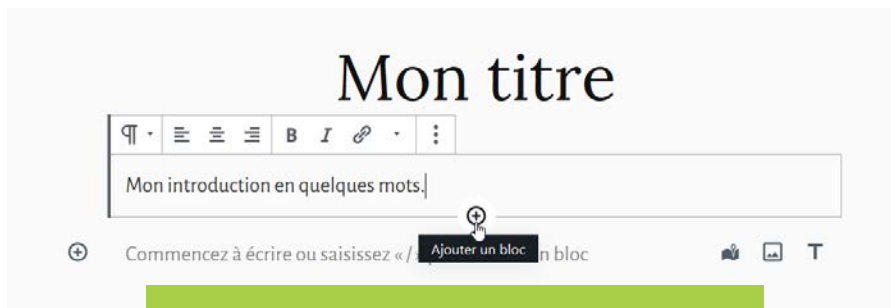 Mon titre
B I
Mon introduction en quelques mots.
Ajouter un bloc
Commencez à écrire ou saisissez « / n bloc
T